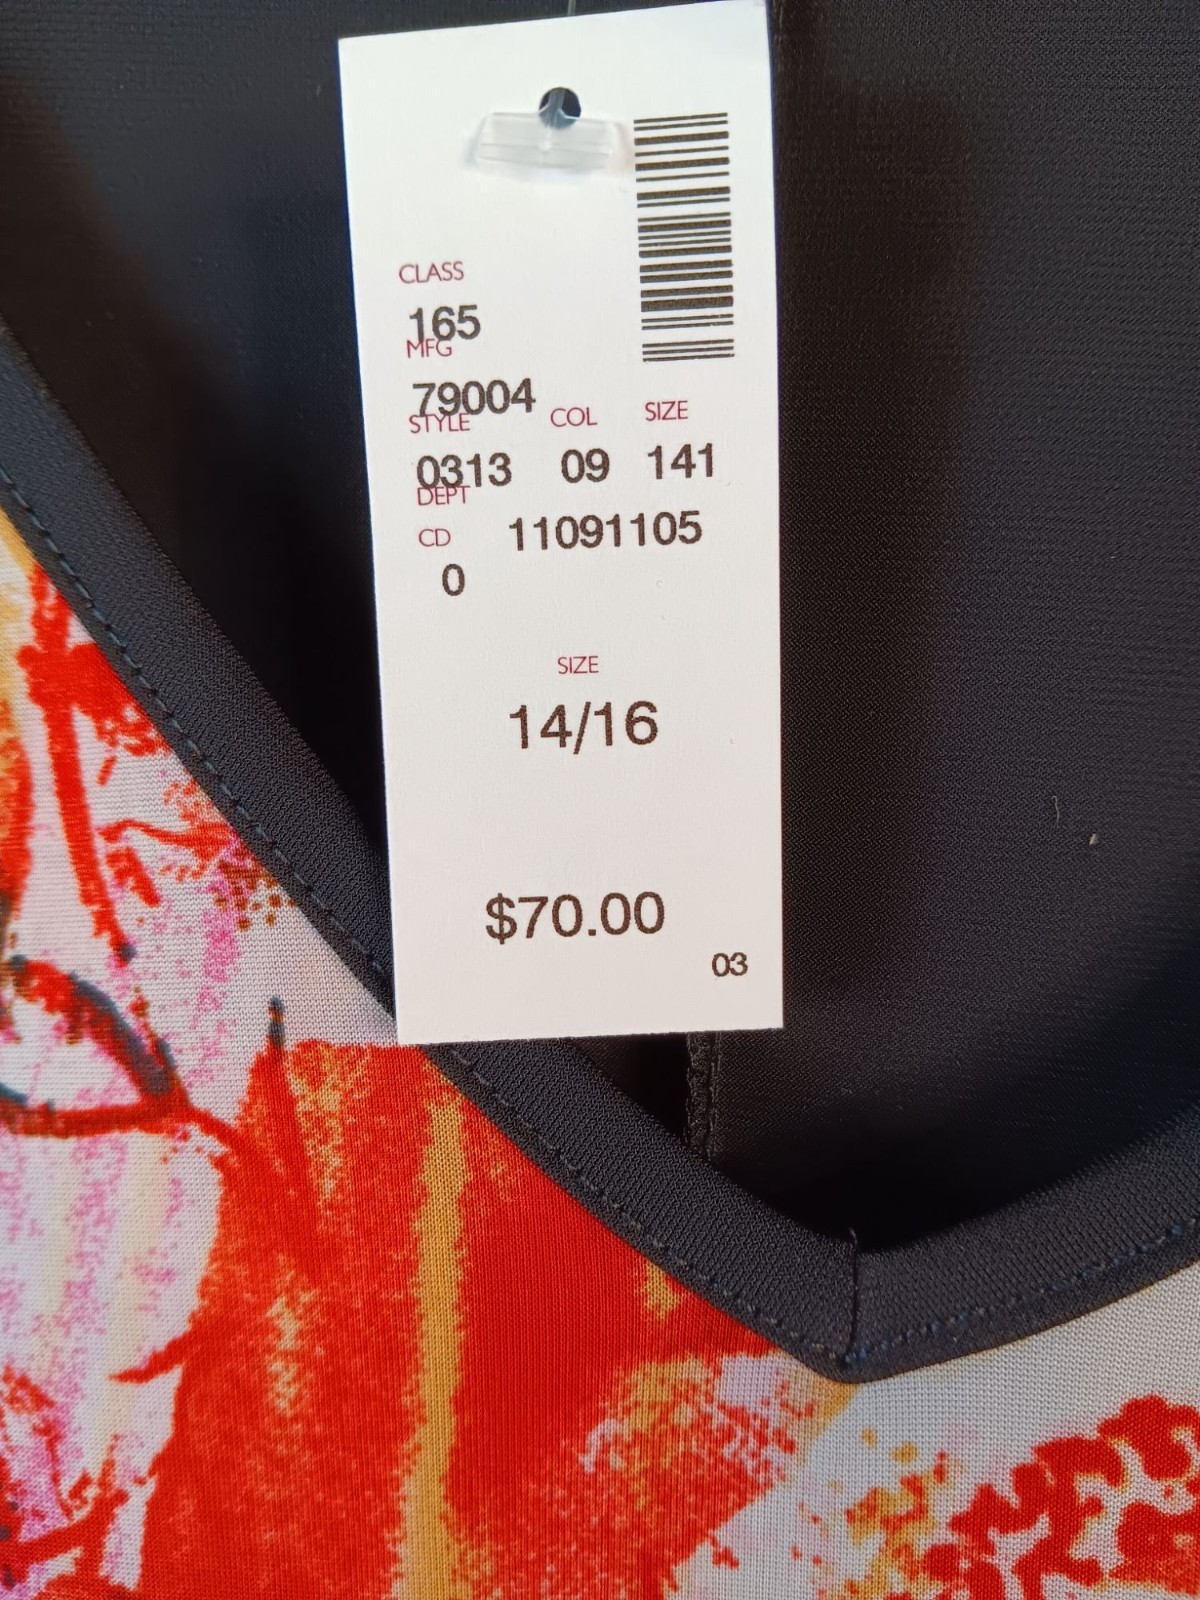 CLASS
165
MFG
79004
STYLE COL SIZE
0313 09 141
DEPT
CD 11091105
0
SIZE
14/16
$70.00
03